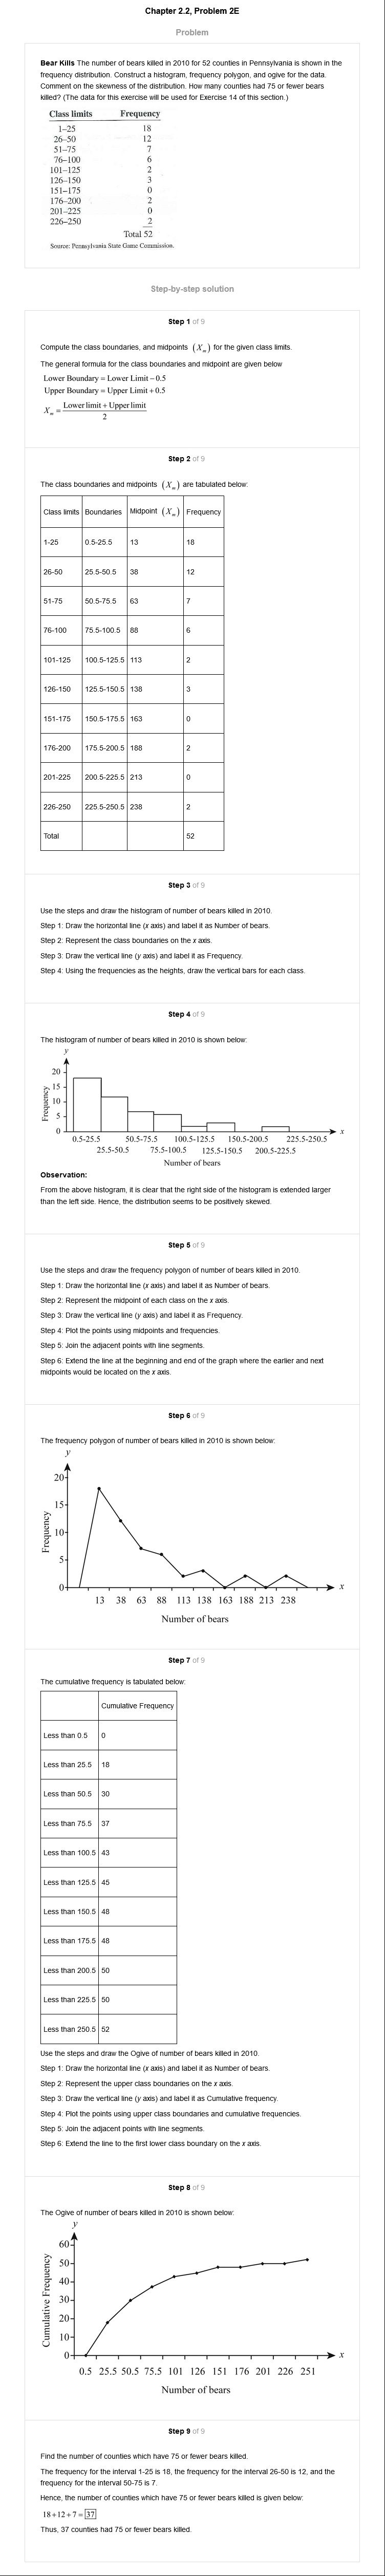 Chapter 2.2, Problem 2E
Problem
Bear Kills The number of bears killed in 2010 for 52 counties in Pennsylvania is shown in the
frequency distribution. Construct a histogram, frequency polygon, and ogive for the data.
Comment on the skewness of the distribution. How many counties had 75 or fewer bears
killed? (The data for this exercise will be used for Exercise 14 of this section.)
Class limits Frequency
1–25 18
26–50 12
51–75 7
76–100 6
101–125 2
126–150 3
151–175 0
176–200 2
201–225 0
226–250 2
Total 52
Source: Pennsylvania State Game Commission.
Step-by-step solution
Step 1 of 9
Compute the class boundaries, and midpoints (Xm) for the given class limits.
The general formula for the class boundaries and midpoint are given below
Lower Boundary = Lower Limit − 0.5
Upper Boundary = Upper Limit + 0.5
Xm = Lower limit + Upper limit
2
Step 2 of 9
The class boundaries and midpoints (Xm) are tabulated below:
Class limits Boundaries Midpoint (Xm) Frequency
1-25 0.5-25.5 13 18
26-50 25.5-50.5 38 12
51-75 50.5-75.5 63 7
76-100 75.5-100.5 88 6
101-125 100.5-125.5 113 2
126-150 125.5-150.5 138 3
151-175 150.5-175.5 163 0
176-200 175.5-200.5 188 2
201-225 200.5-225.5 213 0
226-250 225.5-250.5 238 2
Total 52
Step 3 of 9
Use the steps and draw the histogram of number of bears killed in 2010.
Step 1: Draw the horizontal line (x axis) and label it as Number of bears.
Step 2: Represent the class boundaries on the x axis.
Step 3: Draw the vertical line (y axis) and label it as Frequency.
Step 4: Using the frequencies as the heights, draw the vertical bars for each class.
Step 4 of 9
The histogram of number of bears killed in 2010 is shown below:
y
Frequency
20
15
10
5
0
x
0.5-25.5 50.5-75.5 100.5-125.5 150.5-200.5 225.5-250.5
25.5-50.5 75.5-100.5 125.5-150.5 200.5-225.5
Number of bears
Observation:
From the above histogram, it is clear that the right side of the histogram is extended larger
than the left side. Hence, the distribution seems to be positively skewed.
Step 5 of 9
Use the steps and draw the frequency polygon of number of bears killed in 2010.
Step 1: Draw the horizontal line (x axis) and label it as Number of bears.
Step 2: Represent the midpoint of each class on the x axis.
Step 3: Draw the vertical line (y axis) and label it as Frequency.
Step 4: Plot the points using midpoints and frequencies.
Step 5: Join the adjacent points with line segments.
Step 6: Extend the line at the beginning and end of the graph where the earlier and next
midpoints would be located on the x axis.
Step 6 of 9
The frequency polygon of number of bears killed in 2010 is shown below:
y
Frequency
20
15
10
5
0
x
13 38 63 88 113 138 163 188 213 238
Number of bears
Step 7 of 9
The cumulative frequency is tabulated below:
Cumulative Frequency
Less than 0.5 0
Less than 25.5 18
Less than 50.5 30
Less than 75.5 37
Less than 100.5 43
Less than 125.5 45
Less than 150.5 48
Less than 175.5 48
Less than 200.5 50
Less than 225.5 50
Less than 250.5 52
Use the steps and draw the Ogive of number of bears killed in 2010.
Step 1: Draw the horizontal line (x axis) and label it as Number of bears.
Step 2: Represent the upper class boundaries on the x axis.
Step 3: Draw the vertical line (y axis) and label it as Cumulative frequency.
Step 4: Plot the points using upper class boundaries and cumulative frequencies.
Step 5: Join the adjacent points with line segments.
Step 6: Extend the line to the first lower class boundary on the x axis.
Step 8 of 9
The Ogive of number of bears killed in 2010 is shown below:
y
Cumulative Frequency
60
50
40
30
20
10
0
x
0.5 25.5 50.5 75.5 101 126 151 176 201 226 251
Number of bears
Step 9 of 9
Find the number of counties which have 75 or fewer bears killed.
The frequency for the interval 1-25 is 18, the frequency for the interval 26-50 is 12, and the
frequency for the interval 50-75 is 7.
Hence, the number of counties which have 75 or fewer bears killed is given below:
18 + 12 + 7 = 37
Thus, 37 counties had 75 or fewer bears killed.